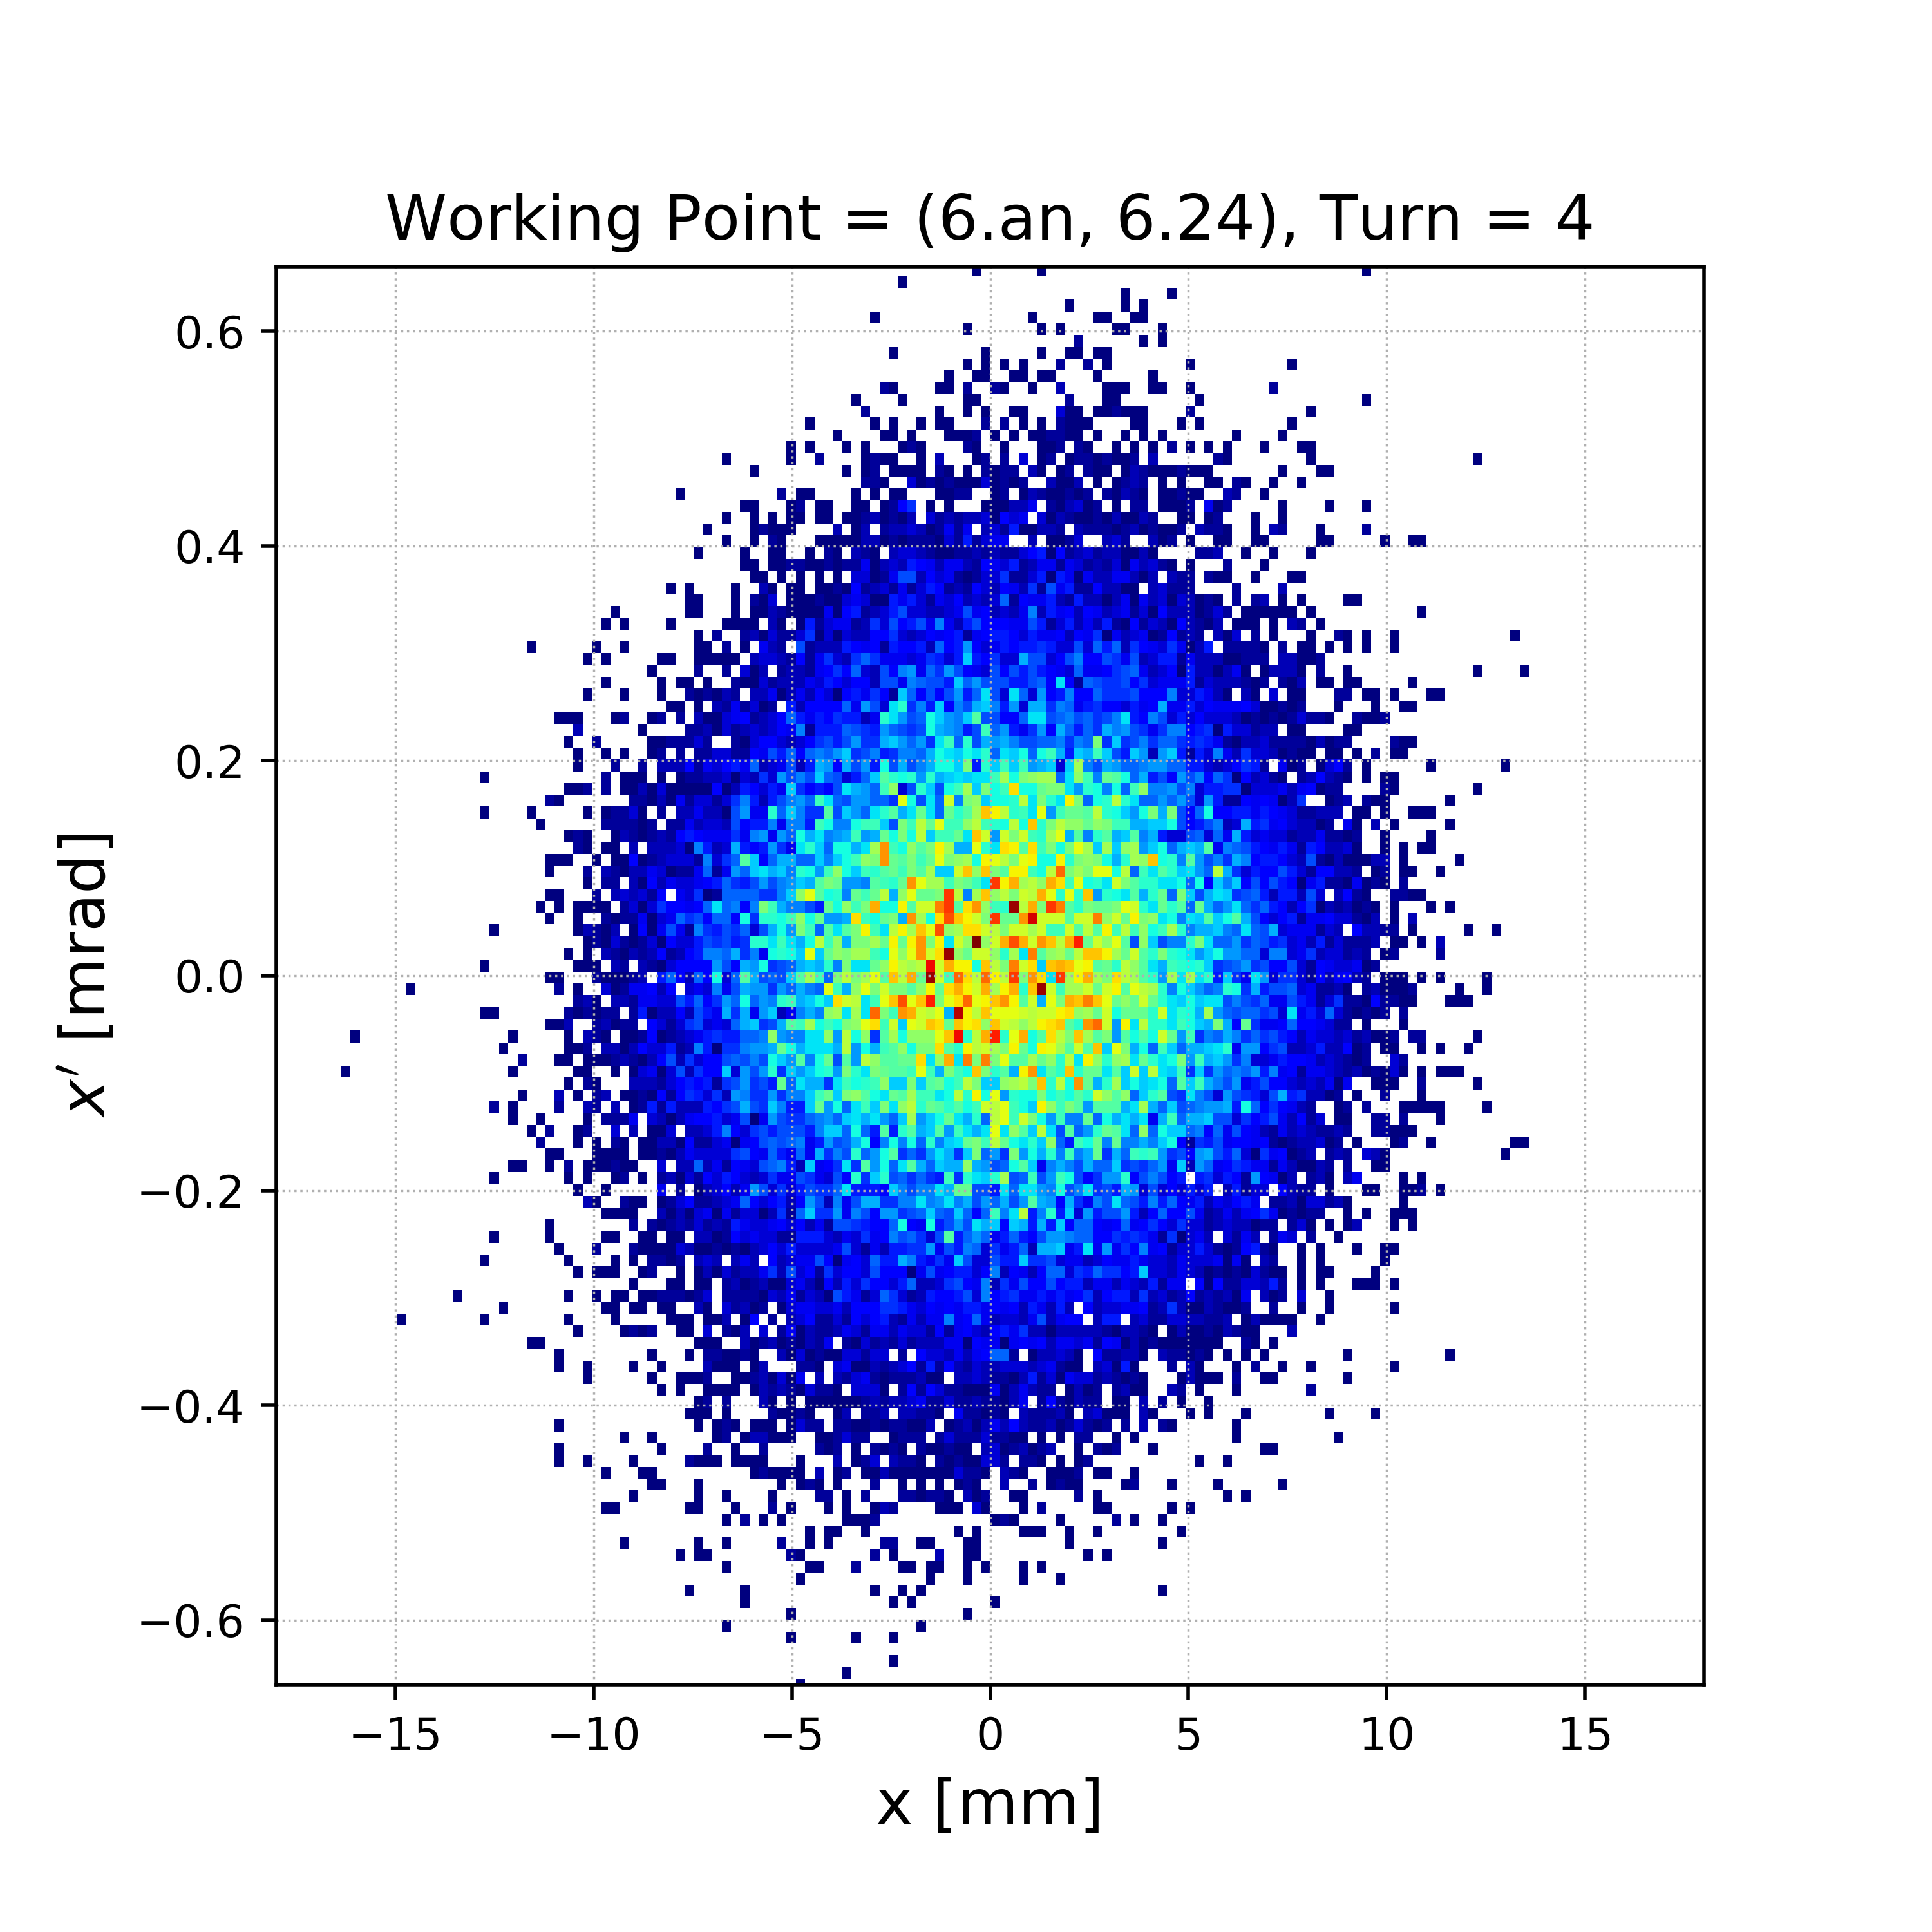 Working Point = (6.an, 6.24), Turn = 4
0.6
0.4
0.2
0.0
−0.2
−0.4
−0.6
x′ [mrad]
−15 −10 −5 0 5 10 15
x [mm]